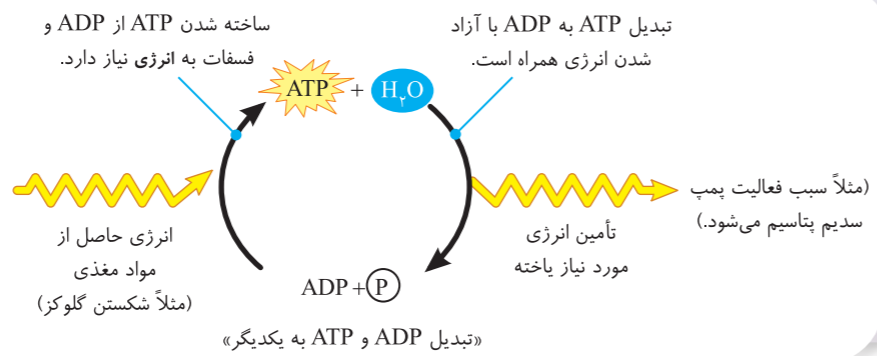 تبدیل ATP به ADP با آزاد
شدن انرژی همراه است.
ساخته شدن ATP از ADP و
فسفات به انرژی نیاز دارد.
ATP + H۲O
(مثلاً سبب فعالیت پمپ
سدیم پتاسیم می‌شود.)
تأمین انرژی
مورد نیاز یاخته
انرژی حاصل از
مواد مغذی
(مثلاً شکستن گلوکز)
ADP + P
«تبدیل ADP و ATP به یکدیگر»